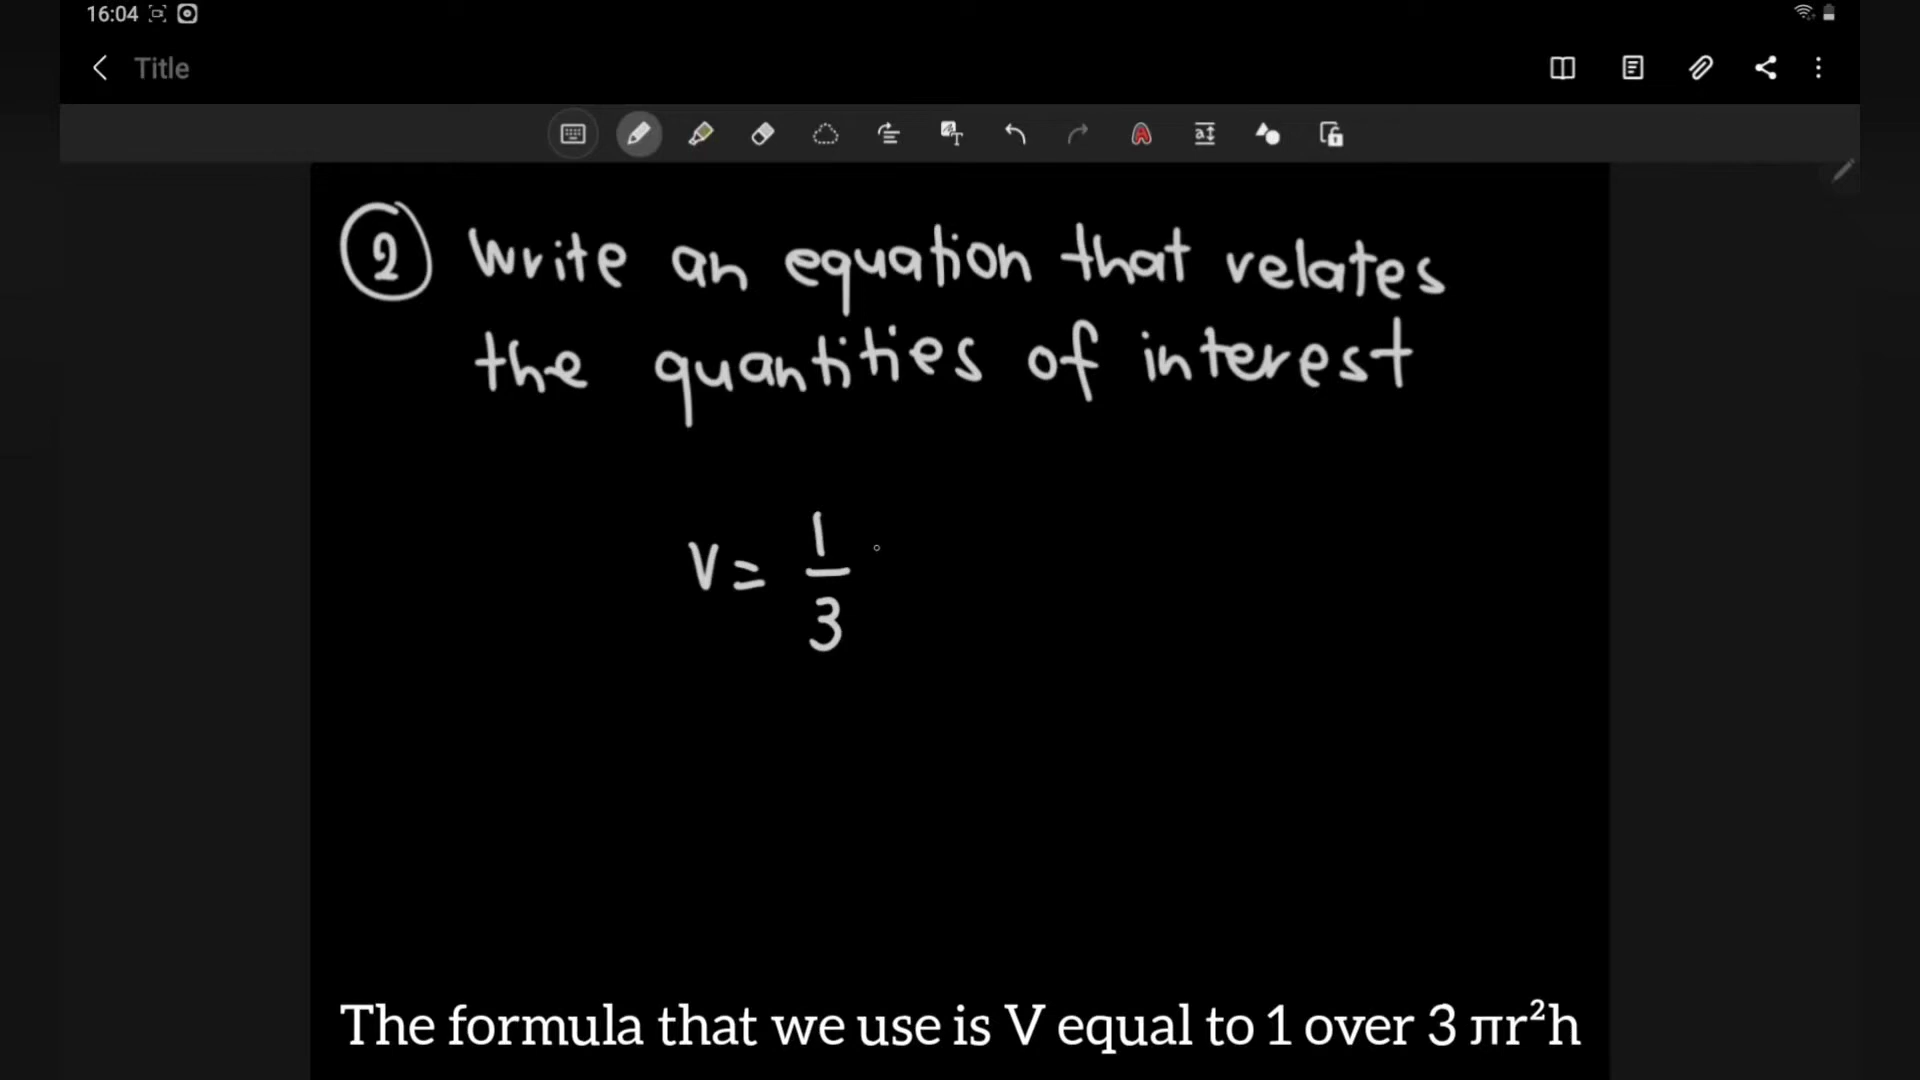 16:04
Title
② Write an equation that relates
the quantities of interest
V = 1/3
The formula that we use is V equal to 1 over 3 πr²h